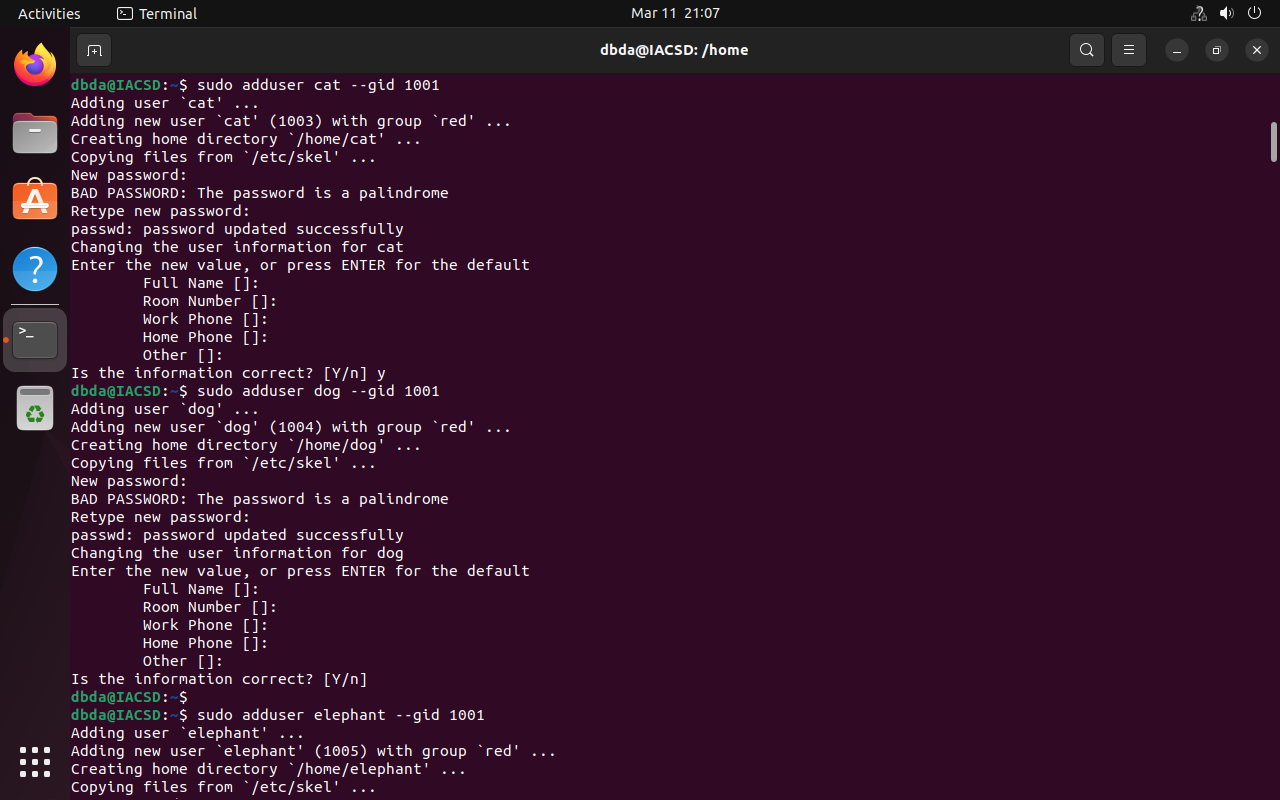 Activities
Terminal
Mar 11 21:07
dbda@IACSD: /home
dbda@IACSD:~$ sudo adduser cat --gid 1001
Adding user `cat' ...
Adding new user `cat' (1003) with group `red' ...
Creating home directory `/home/cat' ...
Copying files from `/etc/skel' ...
New password:
BAD PASSWORD: The password is a palindrome
Retype new password:
passwd: password updated successfully
Changing the user information for cat
Enter the new value, or press ENTER for the default
        Full Name []:
        Room Number []:
        Work Phone []:
        Home Phone []:
        Other []:
Is the information correct? [Y/n] y
dbda@IACSD:~$ sudo adduser dog --gid 1001
Adding user `dog' ...
Adding new user `dog' (1004) with group `red' ...
Creating home directory `/home/dog' ...
Copying files from `/etc/skel' ...
New password:
BAD PASSWORD: The password is a palindrome
Retype new password:
passwd: password updated successfully
Changing the user information for dog
Enter the new value, or press ENTER for the default
        Full Name []:
        Room Number []:
        Work Phone []:
        Home Phone []:
        Other []:
Is the information correct? [Y/n]
dbda@IACSD:~$
dbda@IACSD:~$ sudo adduser elephant --gid 1001
Adding user `elephant' ...
Adding new user `elephant' (1005) with group `red' ...
Creating home directory `/home/elephant' ...
Copying files from `/etc/skel' ...